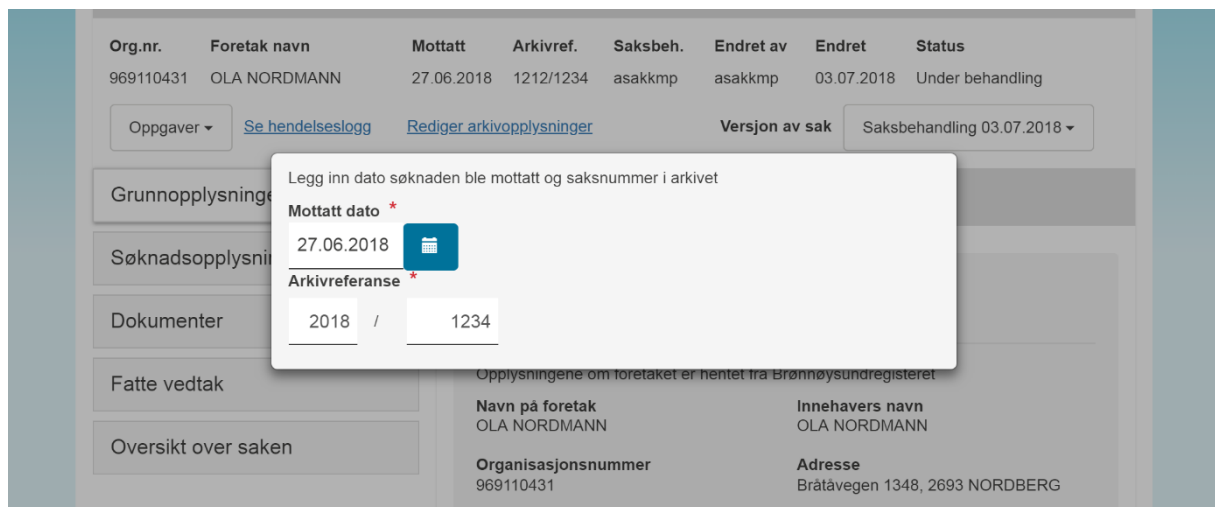 Org.nr. Foretak navn Mottatt Arkivref. Saksbeh. Endret av Endret Status
969110431 OLA NORDMANN 27.06.2018 1212/1234 asakkmp asakkmp 03.07.2018 Under behandling
Oppgaver Se hendelseslogg Rediger arkivopplysninger Versjon av sak Saksbehandling 03.07.2018
Legg inn dato søknaden ble mottatt og saksnummer i arkivet
Mottatt dato *
27.06.2018
Arkivreferanse *
2018 / 1234
Grunnopplysninge
Søknadsopplysni
Dokumenter
Fatte vedtak
Oversikt over saken
Opplysningene om foretaket er hentet fra Brønnøysundregisteret
Navn på foretak Innehavers navn
OLA NORDMANN OLA NORDMANN
Organisasjonsnummer Adresse
969110431 Bråtåvegen 1348, 2693 NORDBERG